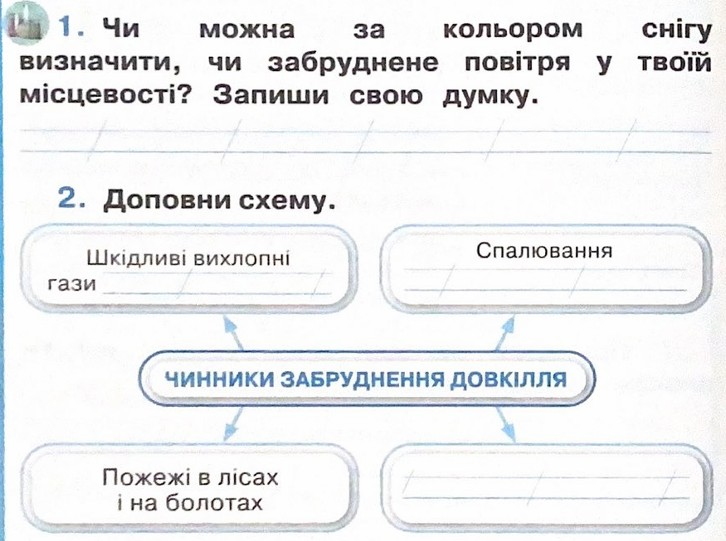 1. Чи можна за кольором снігу
визначити, чи забруднене повітря у твоїй
місцевості? Запиши свою думку.
2. Доповни схему.
Шкідливі вихлопні
гази
Спалювання
ЧИННИКИ ЗАБРУДНЕННЯ ДОВКІЛЛЯ
Пожежі в лісах
і на болотах